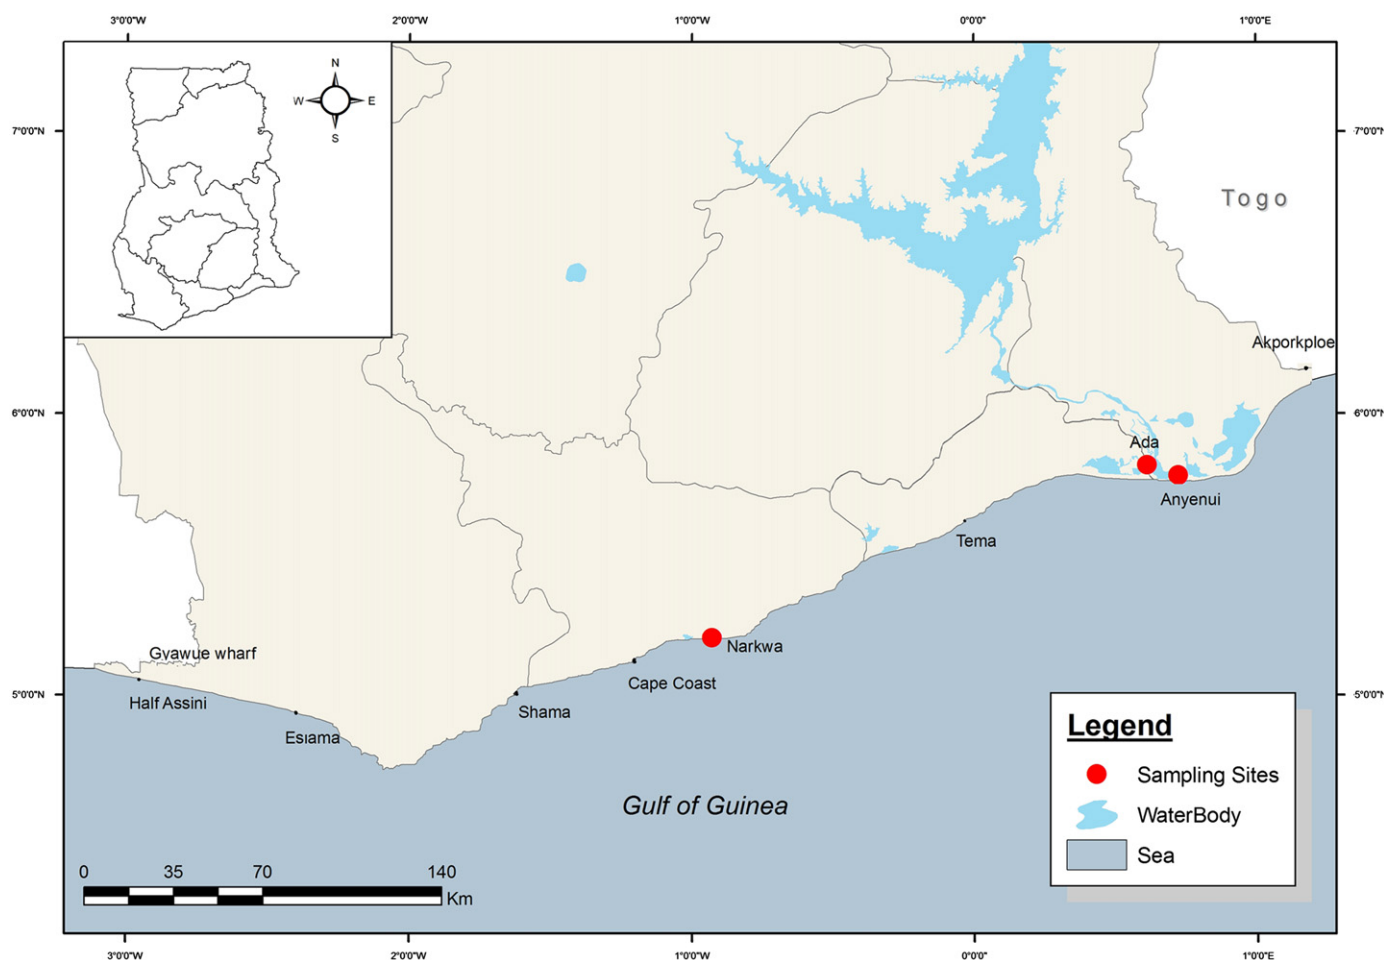 3°0'0"W 2°0'0"W 1°0'0"W 0°0'0" 1°0'0"E
N
W E
S
7°0'0"N 7°0'0"N
Togo
Akporkploe
6°0'0"N 6°0'0"N
Ada
Anyenui
Tema
Narkwa
Gyawue wharf
Cape Coast
5°0'0"N 5°0'0"N
Half Assini
Shama
Esiama
Legend
Sampling Sites
WaterBody
Sea
Gulf of Guinea
0 35 70 140
Km
3°0'0"W 2°0'0"W 1°0'0"W 0°0'0" 1°0'0"E